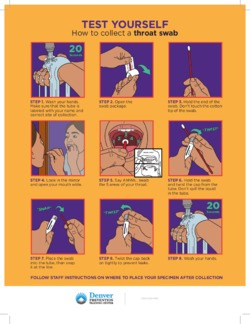 TEST YOURSELF
How to collect a throat swab
20
STEP 1. Wash your hands.
Make sure that the tube is
labeled with your name and
correct site of collection.
STEP 2. Open the
swab package.
STEP 3. Hold the end of the
swab. Don't touch the cotton
tip of the swab.
STEP 4. Look in the mirror
and open your mouth wide.
STEP 5. Say AHHH.
the 3 areas of your throat.
STEP 6. Hold the swab
and twist the cap from the
tube. Don't spill the
in the tube.
"TWIST"
"SNAP"
"TWIST"
20
STEP 7. Place the swab
into the tube, then snap
it at the line.
STEP 8. Twist the cap back
on tightly to prevent leaks.
STEP 9. Wash your hands.
FOLLOW STAFF INSTRUCTIONS ON WHERE TO PLACE YOUR SPECIMEN AFTER COLLECTION
Denver
PREVENTION
TRAINING CENTER